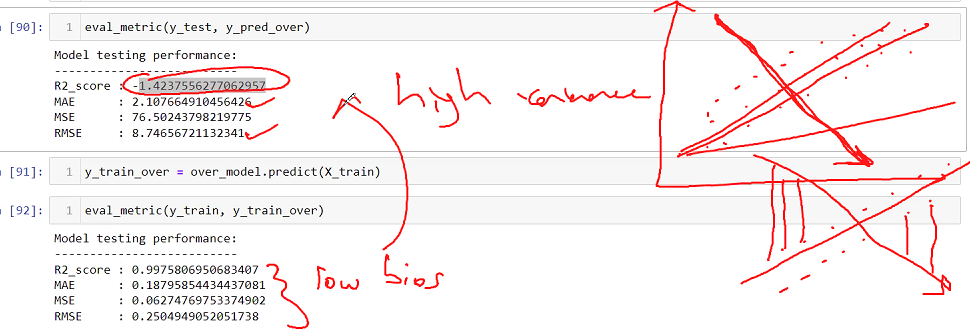 [90]: 1 eval_metric(y_test, y_pred_over)
Model testing performance:
--------------------------
R2_score : -1.4237556277062957
MAE : 2.107664910456426
MSE : 76.50243798219775
RMSE : 8.74656721132341
high
[91]: 1 y_train_over = over_model.predict(X_train)
[92]: 1 eval_metric(y_train, y_train_over)
Model testing performance:
--------------------------
R2_score : 0.9975806950683407
MAE : 0.18795854434437081
MSE : 0.06274769753374902
RMSE : 0.2504949052051738
low bias